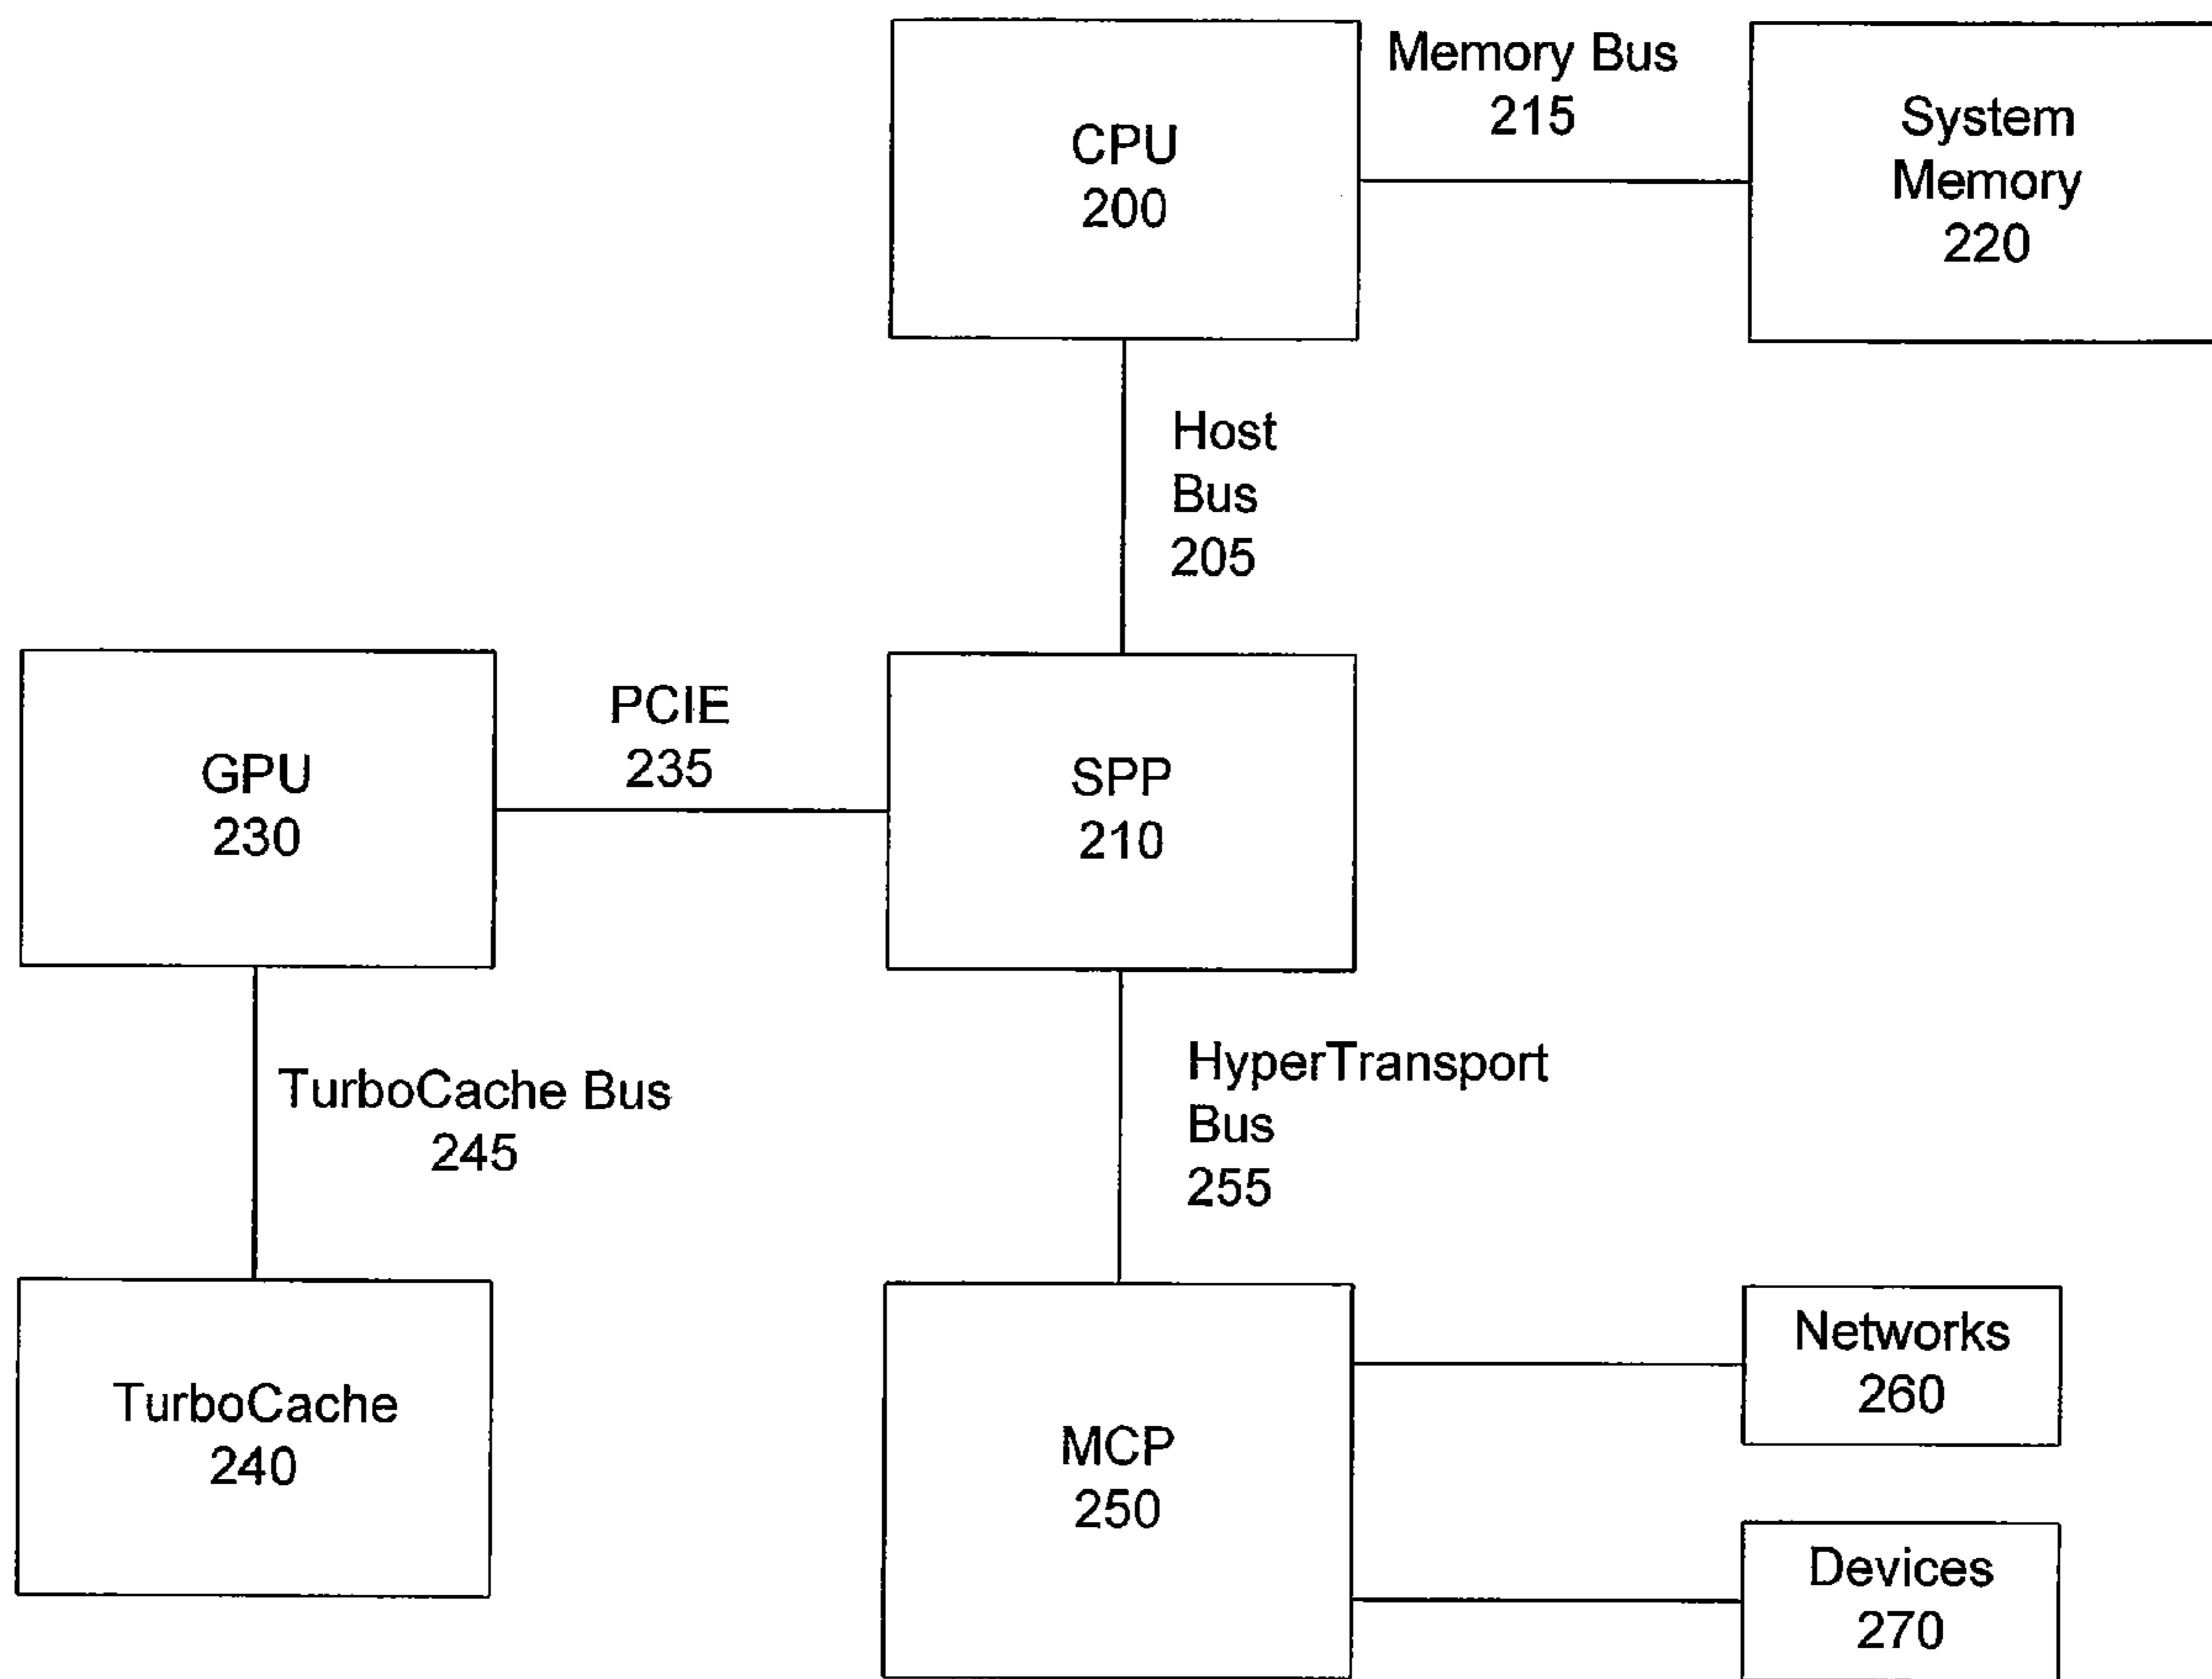 CPU
200
Memory Bus
215
System
Memory
220
Host
Bus
205
GPU
230
PCIE
235
SPP
210
TurboCache Bus
245
HyperTransport
Bus
255
TurboCache
240
MCP
250
Networks
260
Devices
270